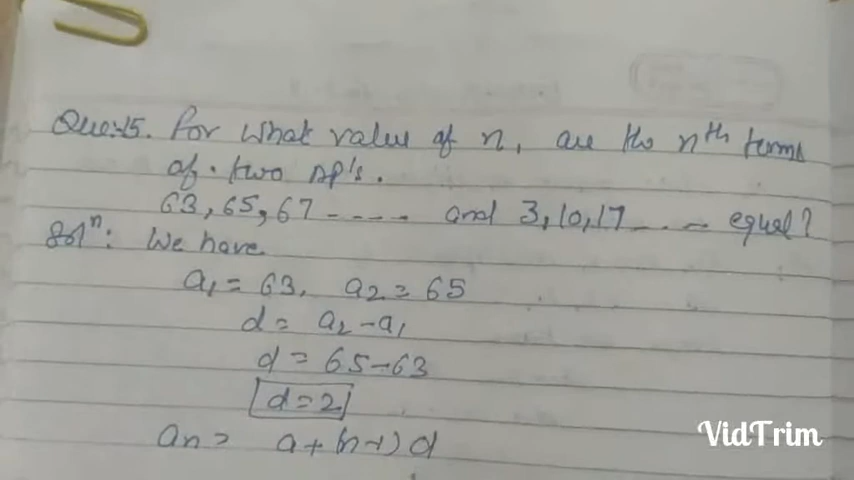 Que:-15. For what value of n, are the nth terms
of two AP's.
63, 65, 67 ----- and 3, 10, 17 ---- equal?
Solⁿ: We have
a₁ = 63, a₂ = 65
d = a₂ - a₁
d = 65 - 63
d = 2
an = a + (n-1) d
VidTrim